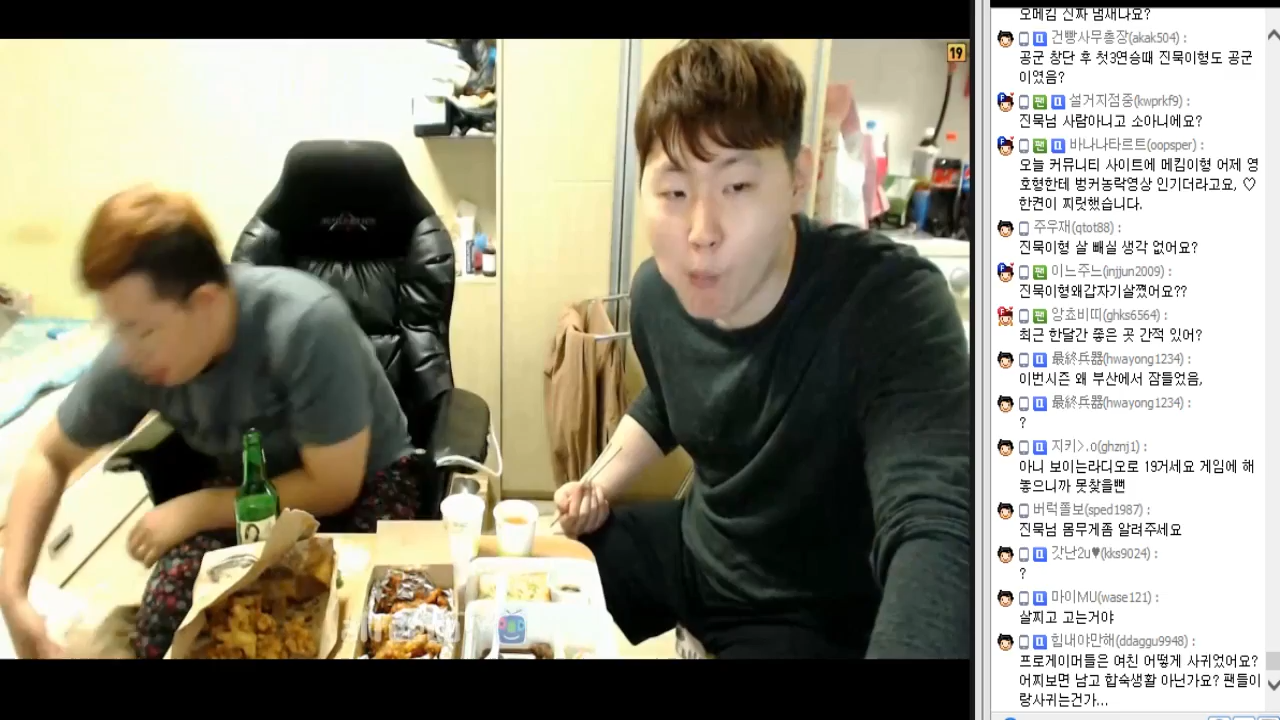 19
오메킴 진짜 냄새나요?
건빵사무총장(akak504) :
공군 창단 후 첫3연승때 진묵이형도 공군
이였음?
팬 설거지점중(kwprkf9) :
진묵님 사람아니고 소아니에요?
팬 바나나타르트(oopsper) :
오늘 커뮤니티 사이트에 메킴이형 어제 영
호형한테 벙커농락영상 인기더라고요, ♡
한켠이 찌릿했습니다.
주우재(qtot88) :
진묵이형 살 빼실 생각 없어요?
팬 이느주느(injjun2009) :
진묵이형왜갑자기살쪘어요??
팬 앙쵸비띠(ghks6564) :
최근 한달간 좋은 곳 간적 있어?
最終兵器(hwayong1234) :
이번시즌 왜 부산에서 잠들었음,
最終兵器(hwayong1234) :
?
지키>.o(ghznj1) :
아니 보이는라디오로 19거세요 게임에 해
놓으니까 못찾을뻔
버럭쫄보(sped1987) :
진묵님 몸무게좀 알려주세요
갓난2u♥(kks9024) :
?
마이MU(wase121) :
살찌고 고는거야
힘내야만해(ddaggu9948) :
프로게이머들은 여친 어떻게 사귀었어요?
어찌보면 남고 합숙생활 아닌가요? 팬들이
랑사귀는건가...